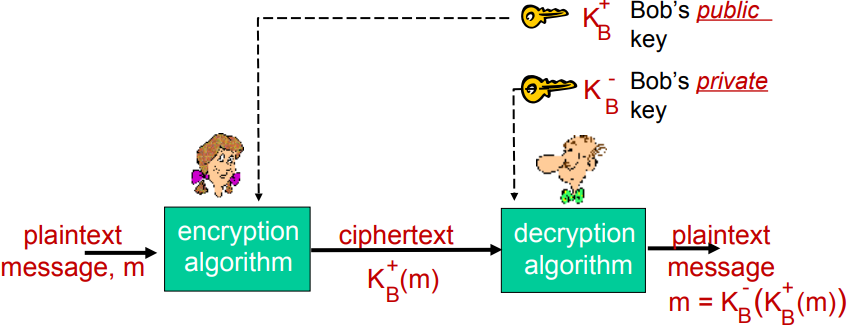 K_B^+ Bob's public
key
K_B^- Bob's private
key
plaintext
message, m
encryption
algorithm
ciphertext
K_B^+(m)
decryption
algorithm
plaintext
message
m = K_B^-(K_B^+(m))